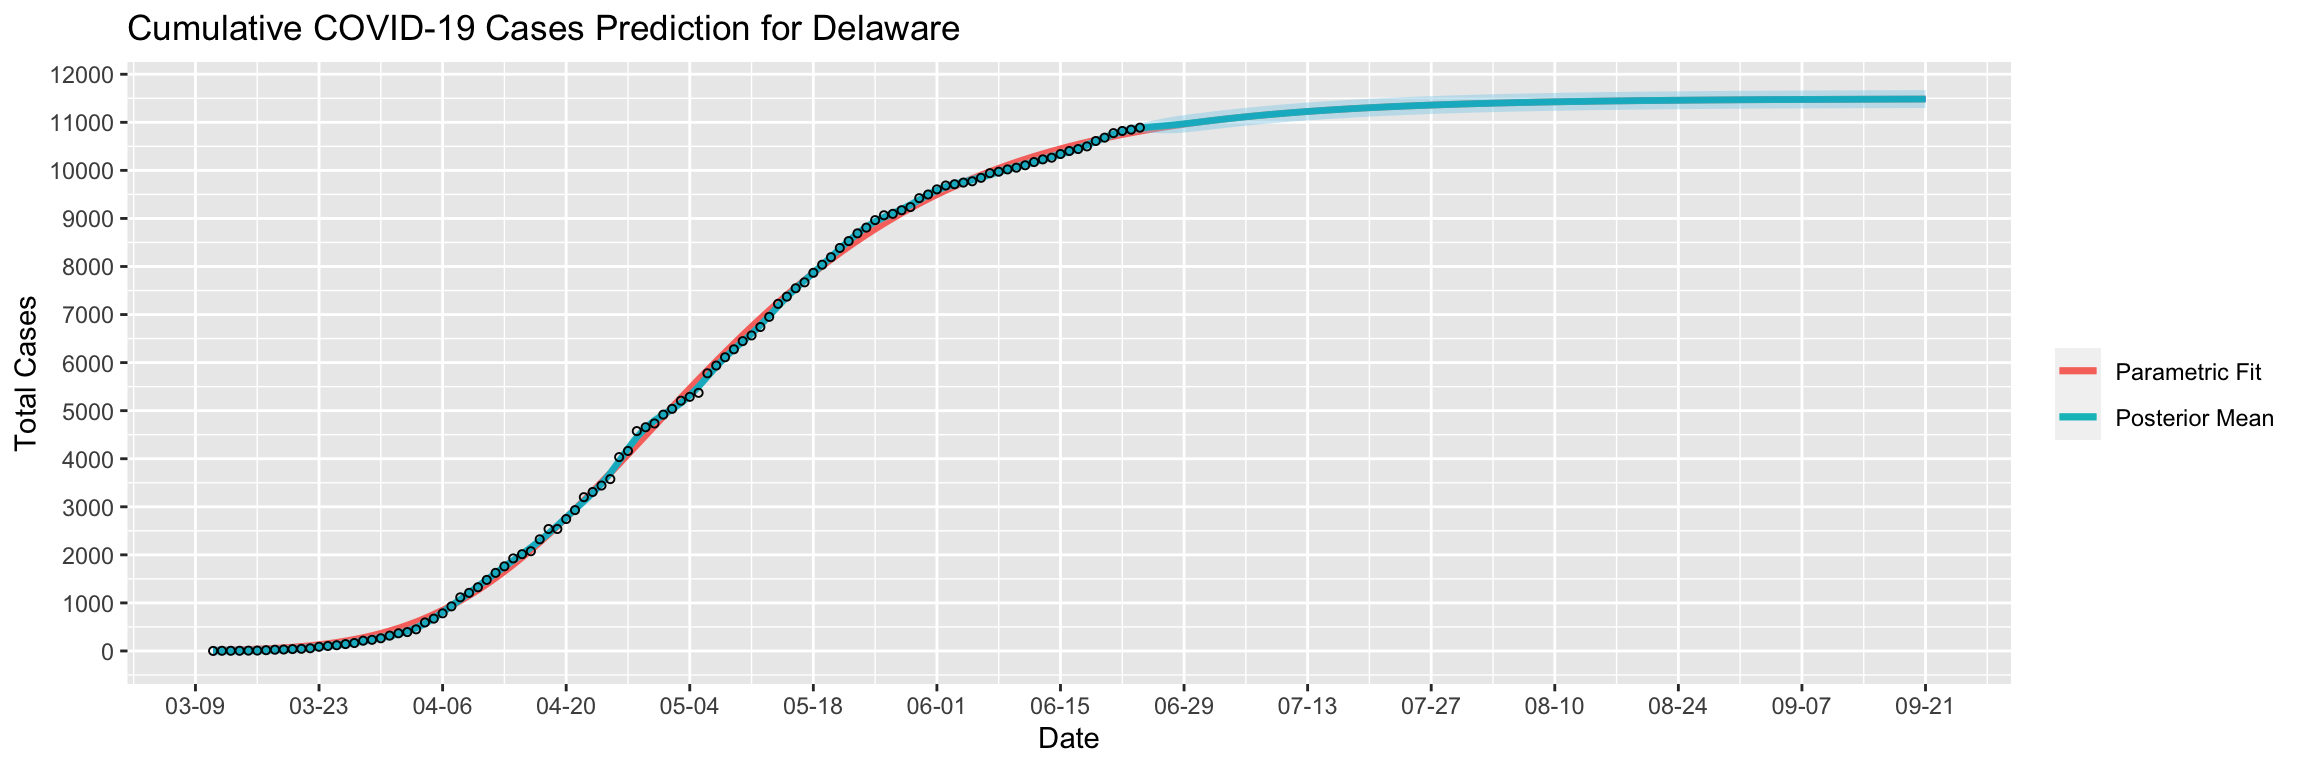 Cumulative COVID-19 Cases Prediction for Delaware
Total Cases
12000
11000
10000
9000
8000
7000
6000
5000
4000
3000
2000
1000
0
03-09 03-23 04-06 04-20 05-04 05-18 06-01 06-15 06-29 07-13 07-27 08-10 08-24 09-07 09-21
Date
Parametric Fit
Posterior Mean